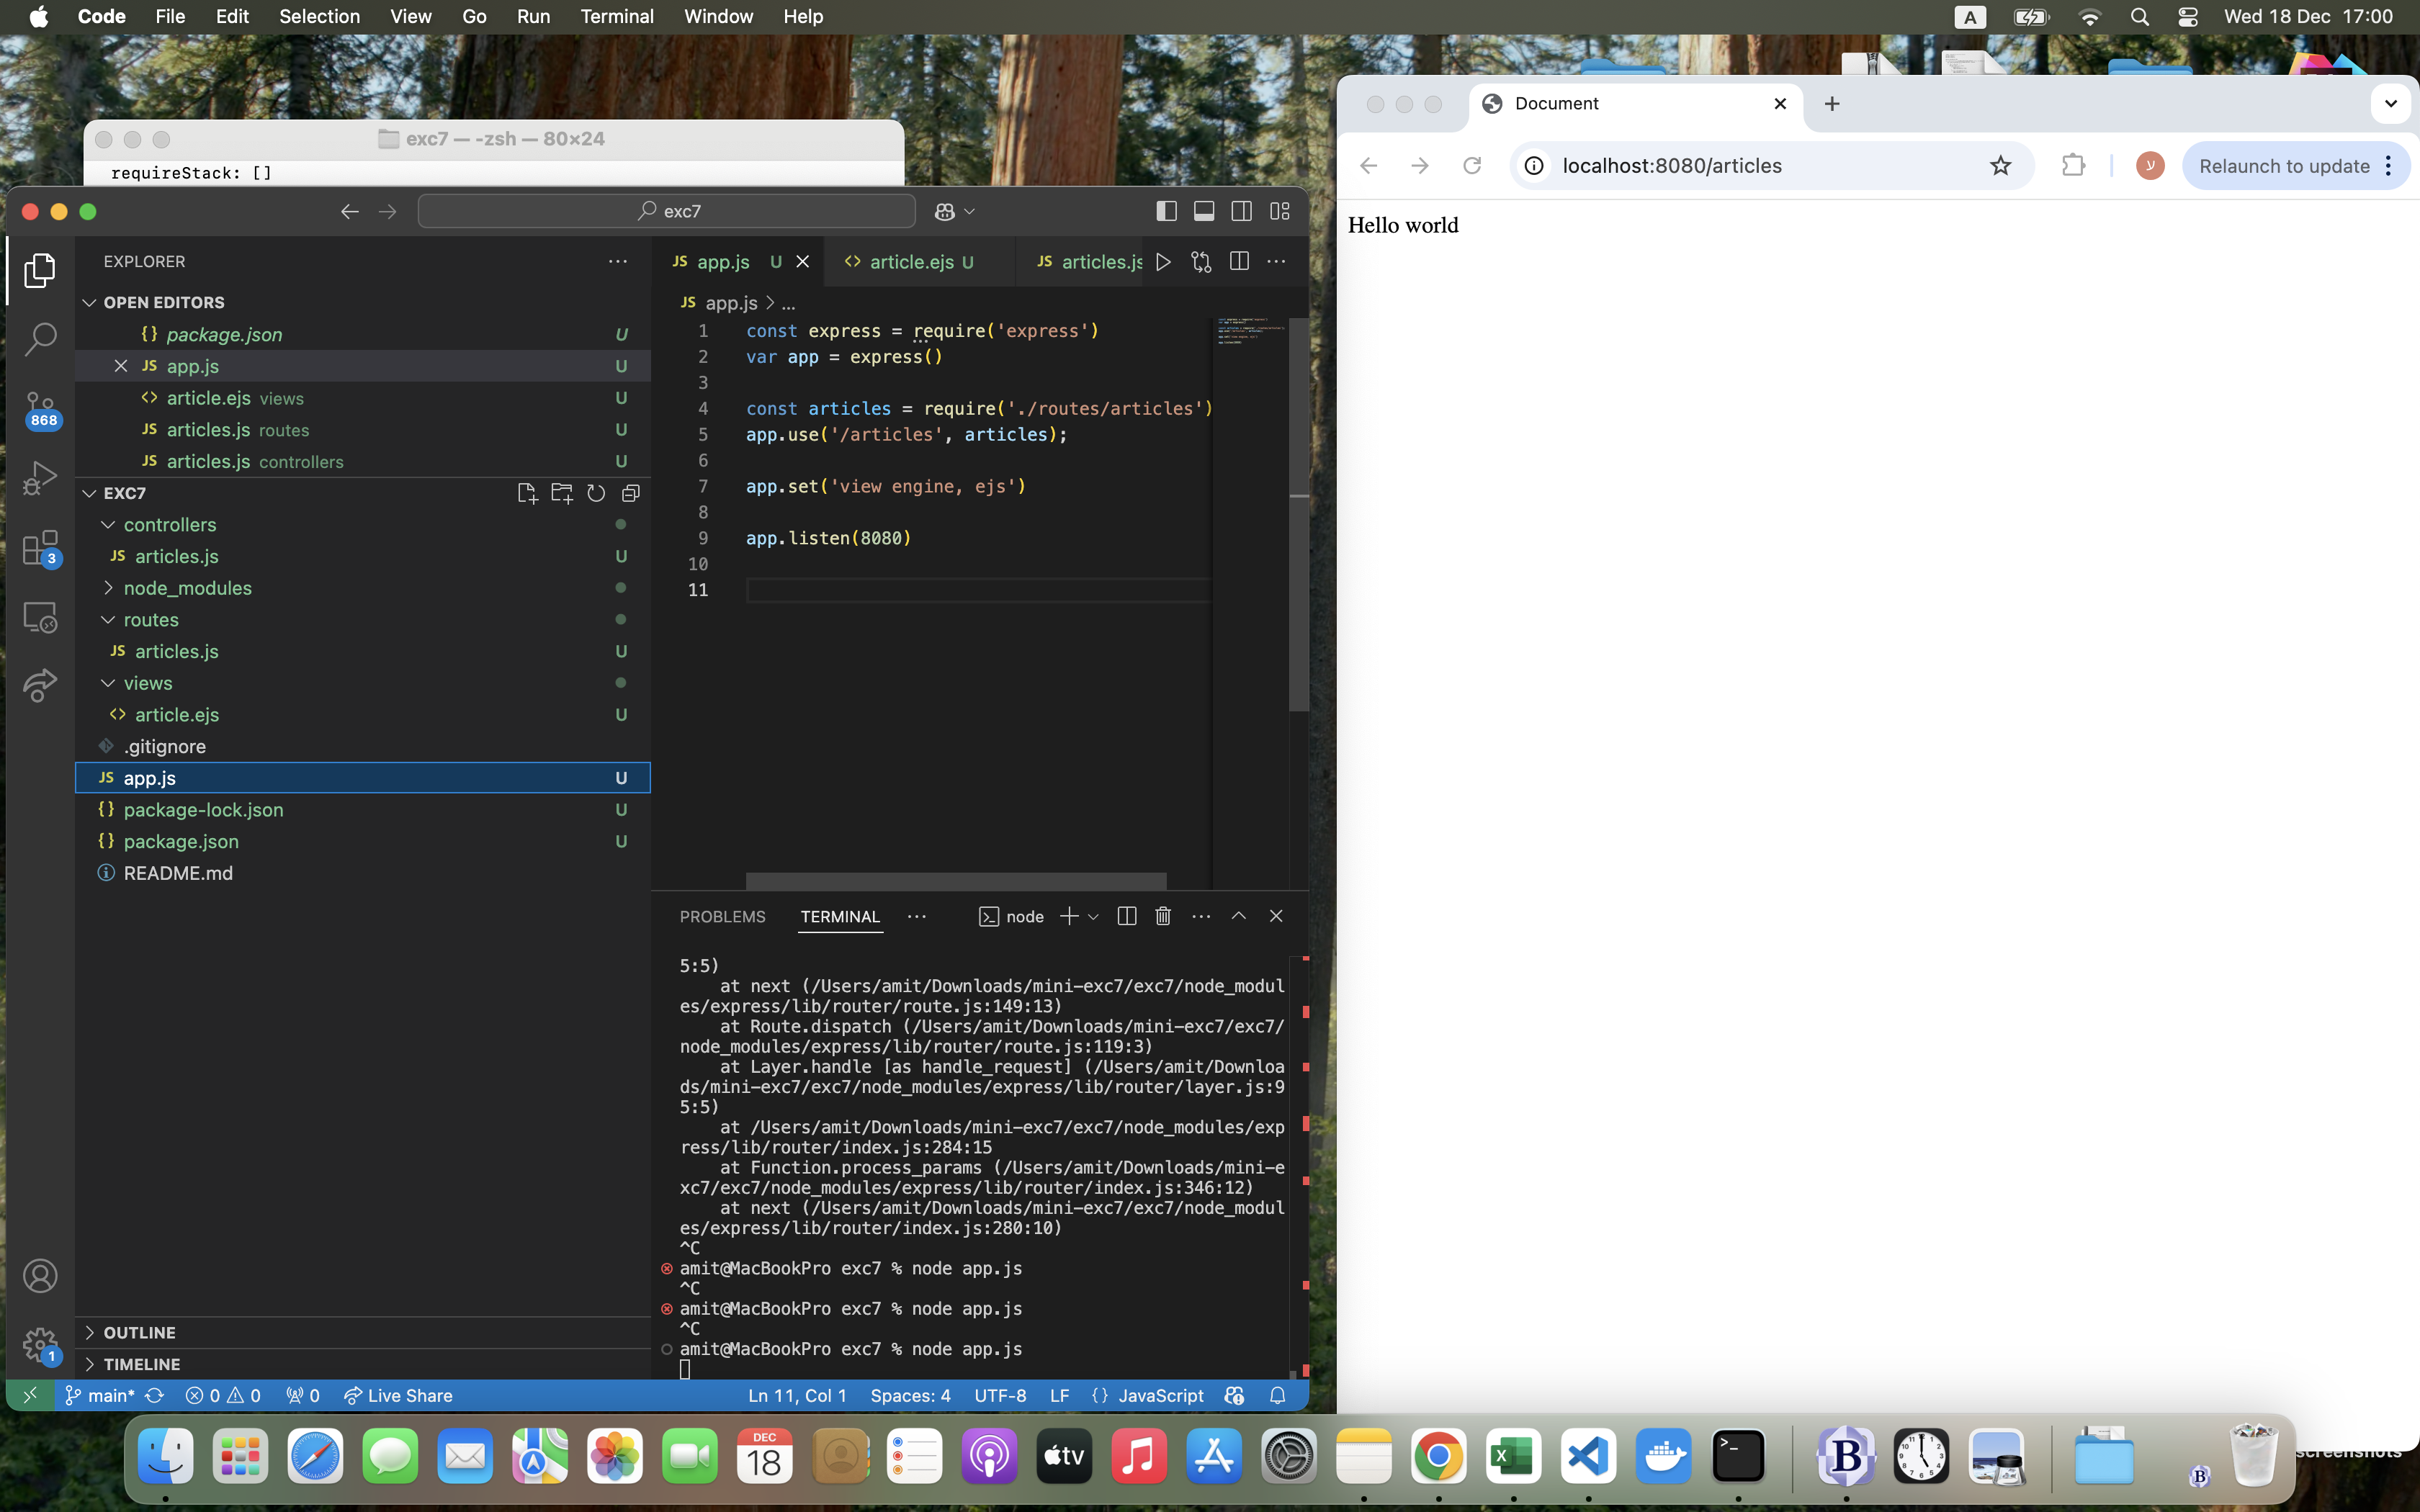 Code File Edit Selection View Go Run Terminal Window Help
A
Wed 18 Dec 17:00
exc7 — -zsh — 80×24
requireStack: []
exc7
EXPLORER
OPEN EDITORS
package.json U
app.js U
article.ejs views U
articles.js routes U
articles.js controllers U
EXC7
controllers
JS articles.js U
node_modules
routes
JS articles.js U
views
<> article.ejs U
.gitignore
JS app.js U
{} package-lock.json U
{} package.json U
README.md
OUTLINE
TIMELINE
868
3
1
JS app.js U
<> article.ejs U
JS articles.js
JS app.js > ...
1 const express = require('express')
2 var app = express()
3
4 const articles = require('./routes/articles')
5 app.use('/articles', articles);
6
7 app.set('view engine, ejs')
8
9 app.listen(8080)
10
11
PROBLEMS TERMINAL ... node
5:5)
at next (/Users/amit/Downloads/mini-exc7/exc7/node_modul
es/express/lib/router/route.js:149:13)
at Route.dispatch (/Users/amit/Downloads/mini-exc7/exc7/
node_modules/express/lib/router/route.js:119:3)
at Layer.handle [as handle_request] (/Users/amit/Downloa
ds/mini-exc7/exc7/node_modules/express/lib/router/layer.js:9
5:5)
at /Users/amit/Downloads/mini-exc7/exc7/node_modules/exp
ress/lib/router/index.js:284:15
at Function.process_params (/Users/amit/Downloads/mini-e
xc7/exc7/node_modules/express/lib/router/index.js:346:12)
at next (/Users/amit/Downloads/mini-exc7/exc7/node_modul
es/express/lib/router/index.js:280:10)
^C
amit@MacBookPro exc7 % node app.js
^C
amit@MacBookPro exc7 % node app.js
^C
amit@MacBookPro exc7 % node app.js
main* 0 0 0 Live Share Ln 11, Col 1 Spaces: 4 UTF-8 LF {} JavaScript
Document
localhost:8080/articles
ע
Relaunch to update
Hello world
DEC
18
tv
B
screenshots